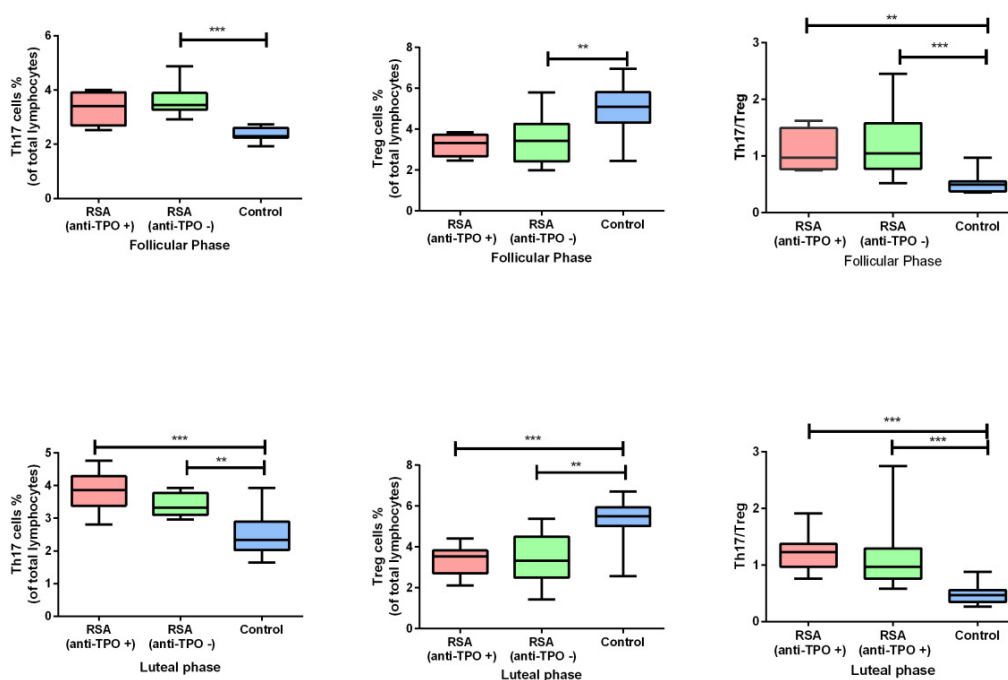 Th17 cells %
(of total lymphocytes)
6
4
2
0
***
RSA
(anti-TPO +)
RSA
(anti-TPO -)
Control
Follicular Phase
Treg cells %
(of total lymphocytes)
8
6
4
2
0
**
RSA
(anti-TPO +)
RSA
(anti-TPO -)
Control
Follicular Phase
Th17/Treg
3
2
1
0
**
***
RSA
(anti-TPO +)
RSA
(anti-TPO -)
Control
Follicular Phase
Th17 cells %
(of total lymphocytes)
5
4
3
2
1
0
***
**
RSA
(anti-TPO +)
RSA
(anti-TPO -)
Control
Luteal phase
Treg cells %
(of total lymphocytes)
8
6
4
2
0
***
**
RSA
(anti-TPO +)
RSA
(anti-TPO -)
Control
Luteal phase
Th17/Treg
3
2
1
0
***
***
RSA
(anti-TPO +)
RSA
(anti-TPO +)
Control
Luteal phase